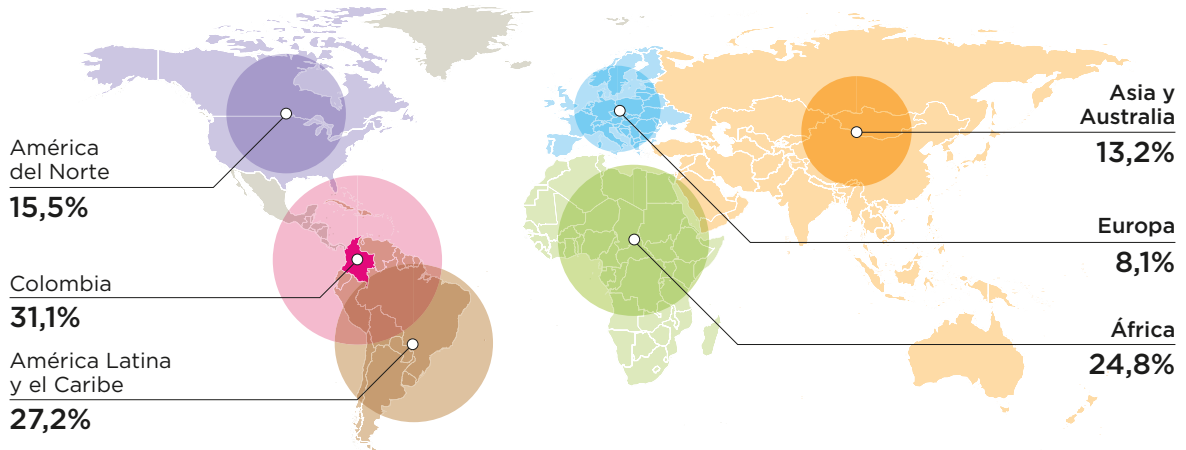 América
del Norte
15,5%
Colombia
31,1%
América Latina
y el Caribe
27,2%
Asia y
Australia
13,2%
Europa
8,1%
África
24,8%